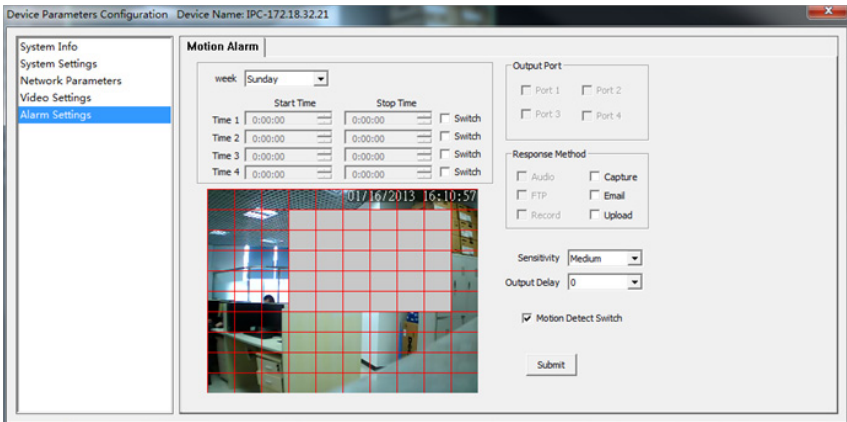 Device Parameters Configuration Device Name: IPC-172.18.32.21
System Info
System Settings
Network Parameters
Video Settings
Alarm Settings
Motion Alarm
week Sunday
Start Time Stop Time
Time 1 0:00:00 0:00:00 Switch
Time 2 0:00:00 0:00:00 Switch
Time 3 0:00:00 0:00:00 Switch
Time 4 0:00:00 0:00:00 Switch
01/16/2013 16:10:57
Output Port
Port 1 Port 2
Port 3 Port 4
Response Method
Audio Capture
FTP Email
Record Upload
Sensitivity Medium
Output Delay 0
Motion Detect Switch
Submit